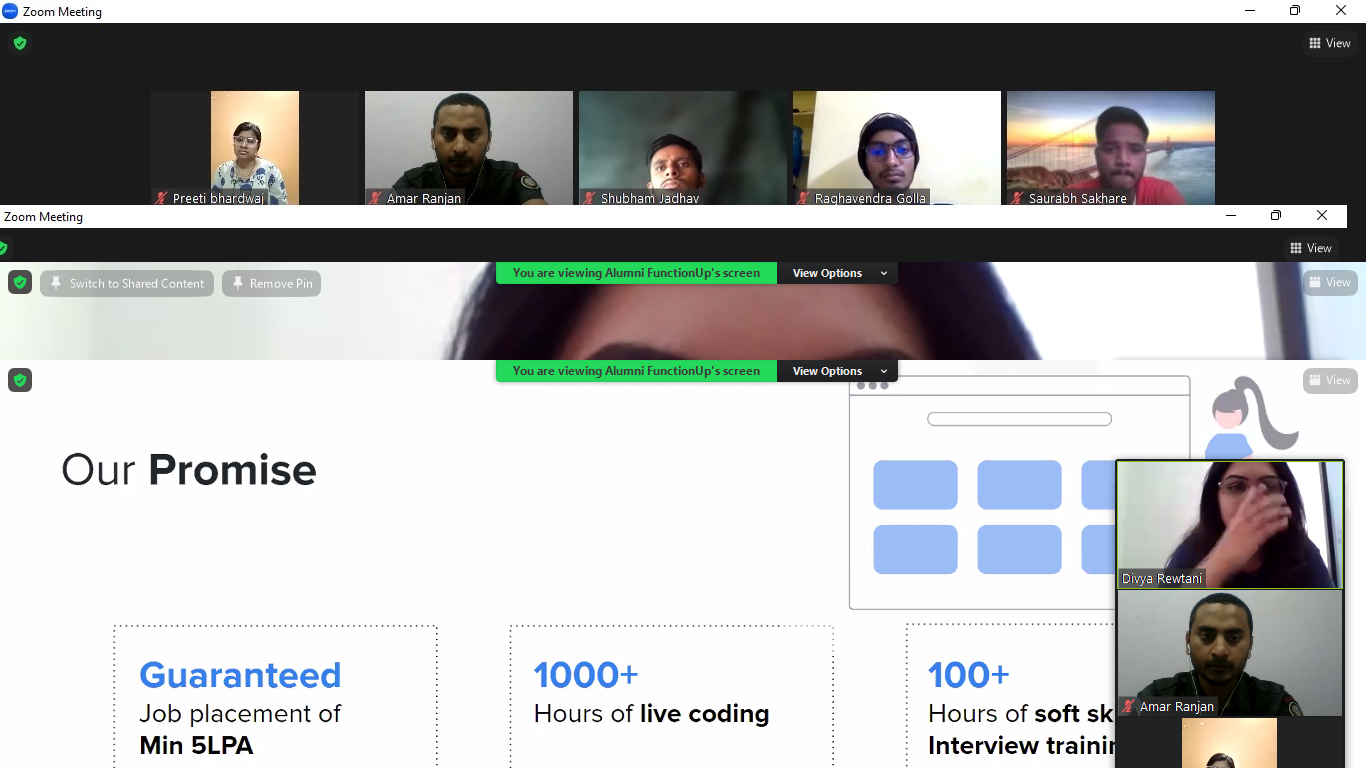 Zoom Meeting
View
Preeti bhardwaj
Amar Ranjan
Shubham Jadhav
Raghavendra Golla
Saurabh Sakhare
Zoom Meeting
View
Switch to Shared Content
Remove Pin
You are viewing Alumni FunctionUp's screen
View Options
View
You are viewing Alumni FunctionUp's screen
View Options
View
Our Promise
Divya Rewtani
Amar Ranjan
Guaranteed
Job placement of
Min 5LPA
1000+
Hours of live coding
100+
Hours of soft sk
Interview trainin